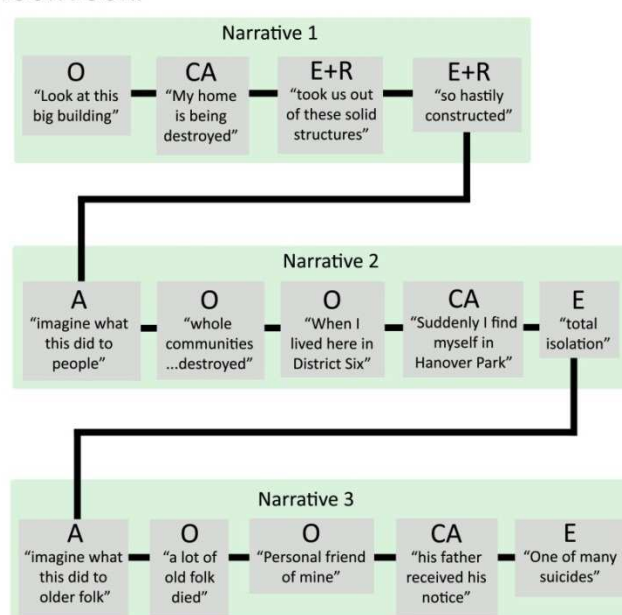 Narrative 1
O
"Look at this
big building"
CA
"My home
is being
destroyed"
E+R
"took us out
of these solid
structures"
E+R
"so hastily
constructed"
Narrative 2
A
"imagine what
this did to
people"
O
"whole
communities
...destroyed"
O
"When I
lived here in
District Six"
CA
"Suddenly I find
myself in
Hanover Park"
E
"total
isolation"
Narrative 3
A
"imagine what
this did to
older folk"
O
"a lot of
old folk
died"
O
"Personal friend
of mine"
CA
"his father
received his
notice"
E
"One of many
suicides"